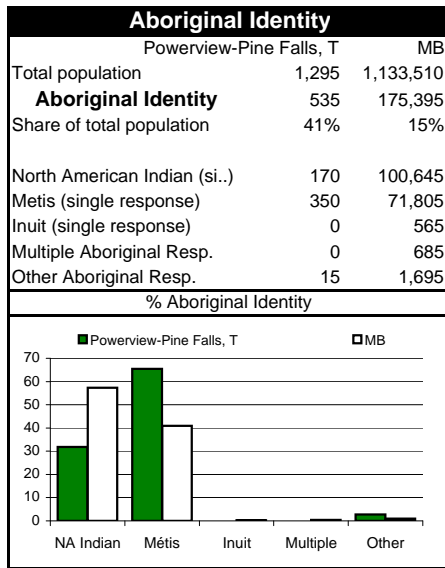 Aboriginal Identity
Powerview-Pine Falls, T MB
Total population 1,295 1,133,510
Aboriginal Identity 535 175,395
Share of total population 41% 15%
North American Indian (si..) 170 100,645
Metis (single response) 350 71,805
Inuit (single response) 0 565
Multiple Aboriginal Resp. 0 685
Other Aboriginal Resp. 15 1,695
% Aboriginal Identity
Powerview-Pine Falls, T MB
70
60
50
40
30
20
10
0
NA Indian Métis Inuit Multiple Other